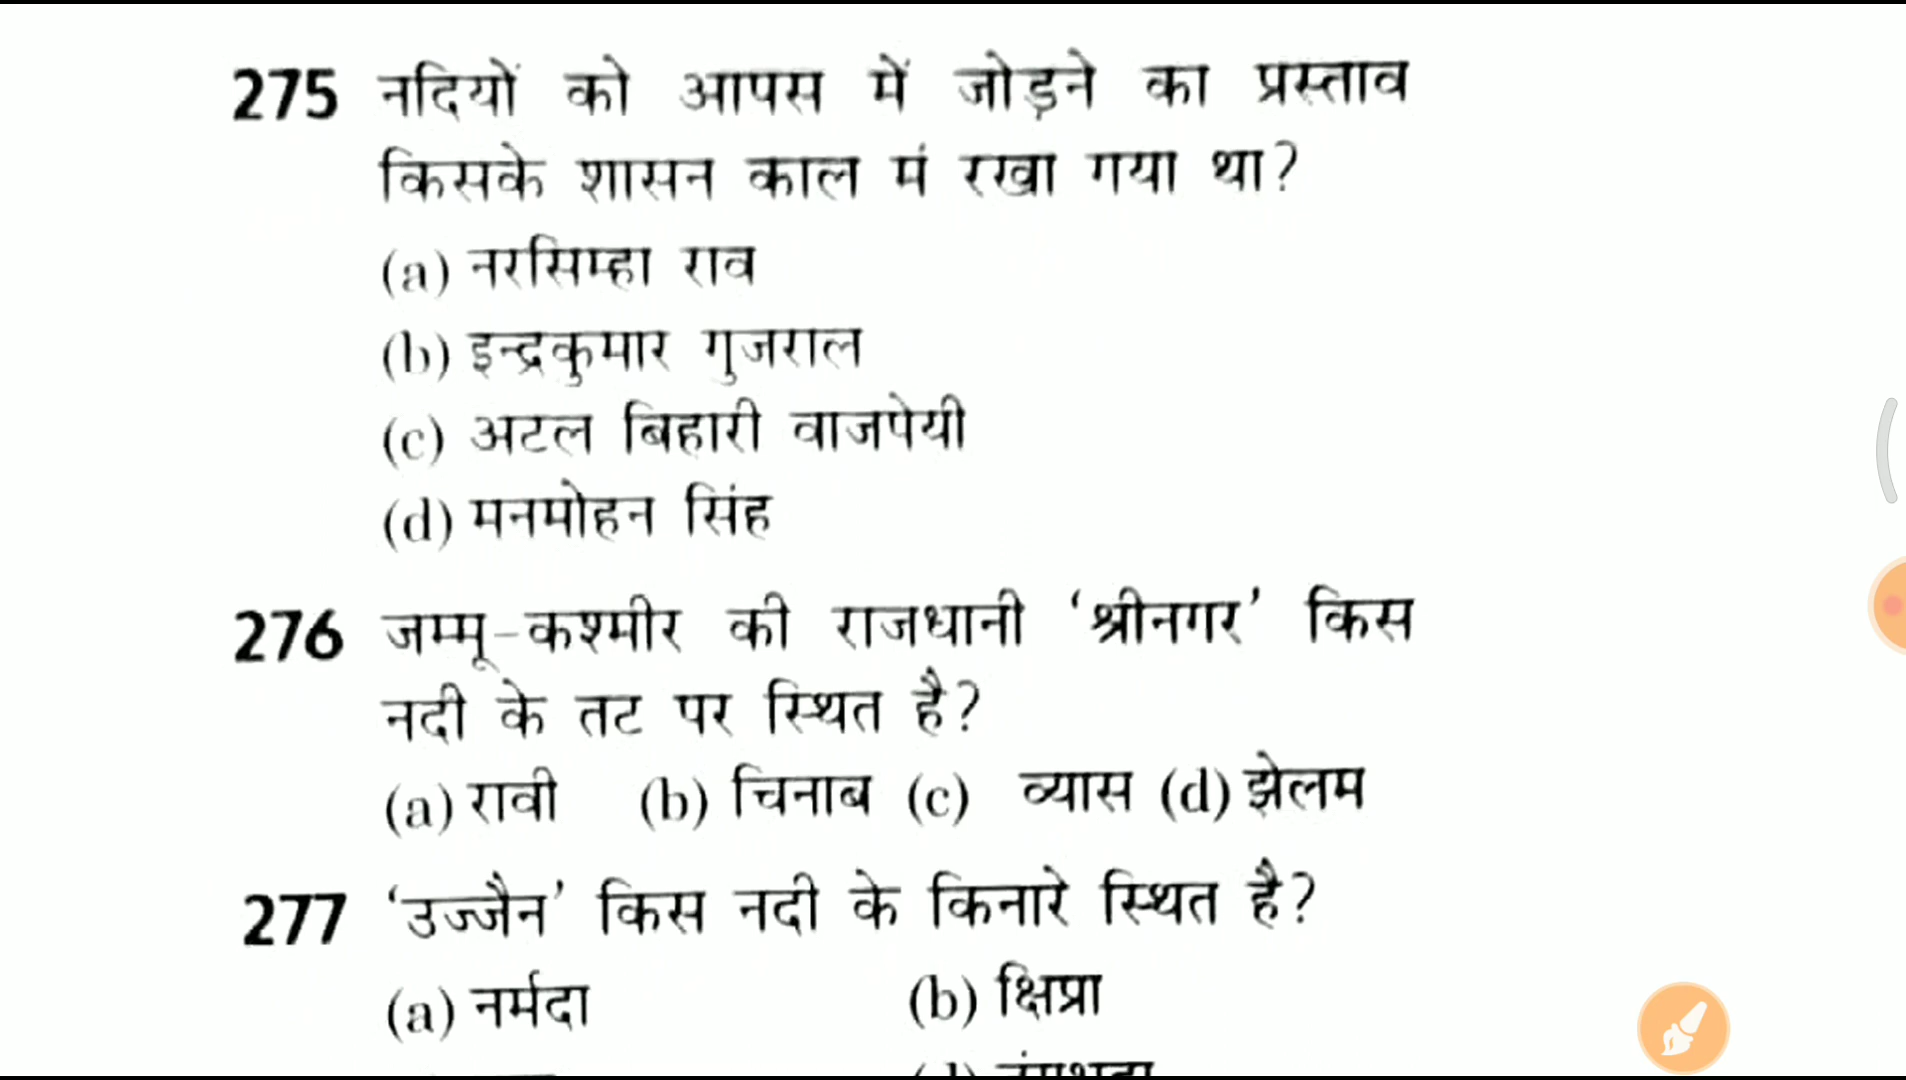 275 नदियों को आपस में जोड़ने का प्रस्ताव
किसके शासन काल मं रखा गया था?
(a) नरसिम्हा राव
(b) इन्द्रकुमार गुजराल
(c) अटल बिहारी वाजपेयी
(d) मनमोहन सिंह
276 जम्मू-कश्मीर की राजधानी ‘श्रीनगर’ किस
नदी के तट पर स्थित है?
(a) रावी (b) चिनाब (c) व्यास (d) झेलम
277 ‘उज्जैन’ किस नदी के किनारे स्थित है?
(a) नर्मदा (b) क्षिप्रा